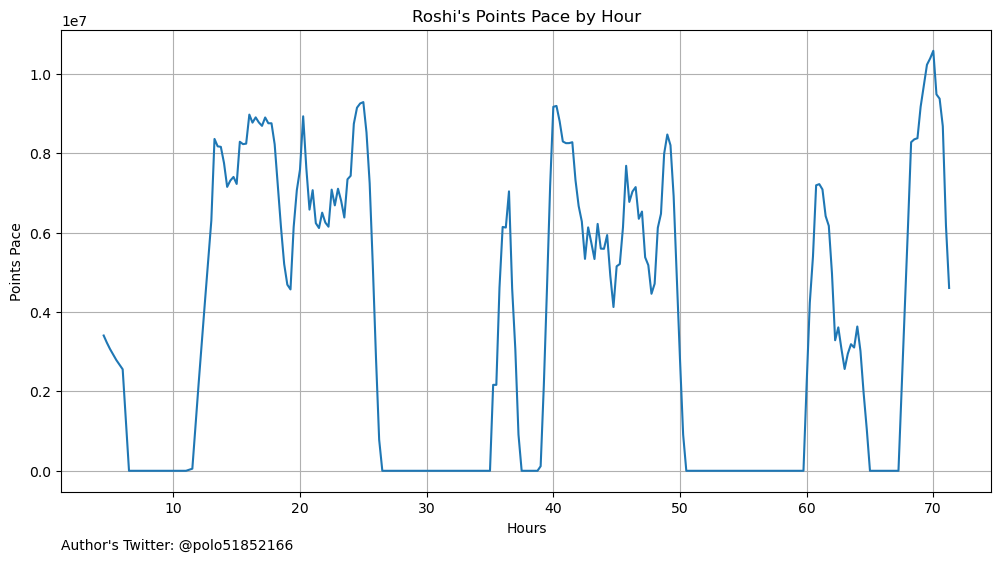 Roshi's Points Pace by Hour
1e7
1.0
0.8
0.6
0.4
0.2
0.0
Points Pace
10 20 30 40 50 60 70
Hours
Author's Twitter: @polo51852166